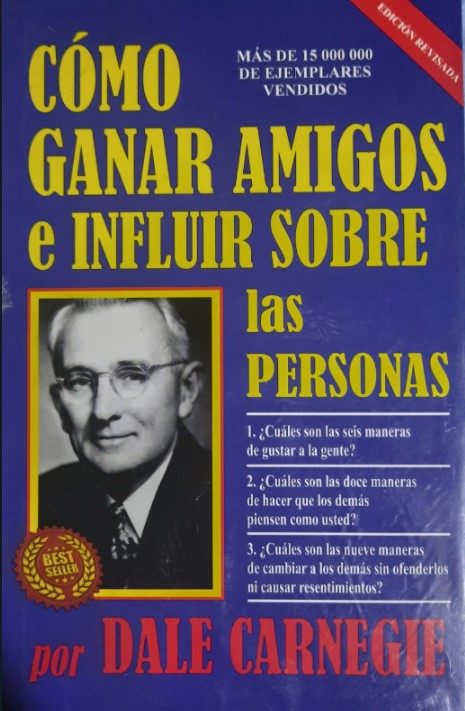 EDICIÓN REVISADA
MÁS DE 15 000 000
DE EJEMPLARES
VENDIDOS
CÓMO
GANAR AMIGOS
e INFLUIR SOBRE
las
PERSONAS
1. ¿Cuáles son las seis maneras
de gustar a la gente?
2. ¿Cuáles son las doce maneras
de hacer que los demás
piensen como usted?
3. ¿Cuáles son las nueve maneras
de cambiar a los demás sin ofenderlos
ni causar resentimientos?
BEST
SELLER
por DALE CARNEGIE